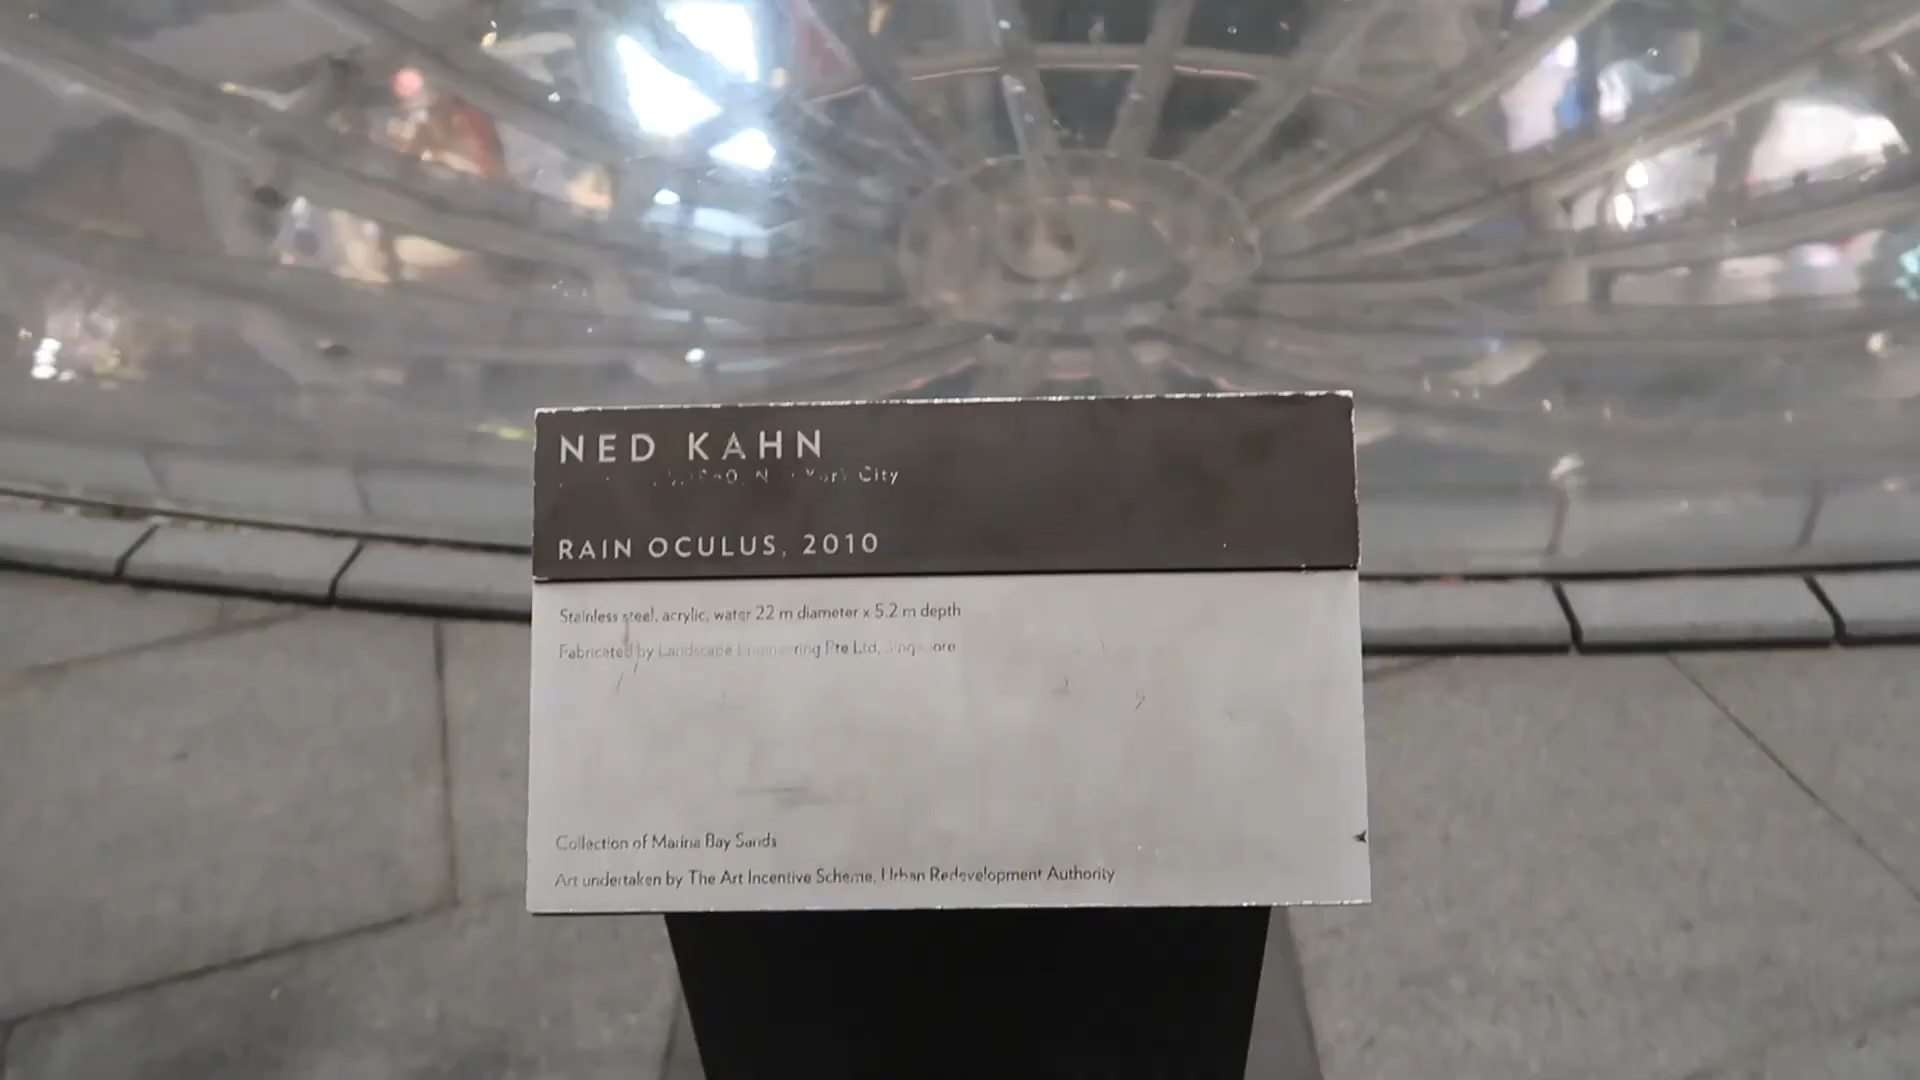 NED KAHN
City
RAIN OCULUS, 2010
Stainless steel, acrylic, water 22 m diameter x 5.2 m depth
Fabricated by Landscape Pte Ltd,
Collection of Marina Bay Sands
Art undertaken by The Art Incentive Scheme, Urban Redevelopment Authority